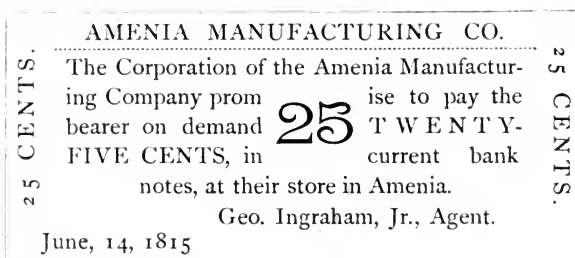 AMENIA MANUFACTURING CO.
25 CENTS.
The Corporation of the Amenia Manufactur-
ing Company prom 25 ise to pay the
bearer on demand TWENTY-
FIVE CENTS, in current bank
notes, at their store in Amenia.
Geo. Ingraham, Jr., Agent.
June, 14, 1815
25 CENTS.